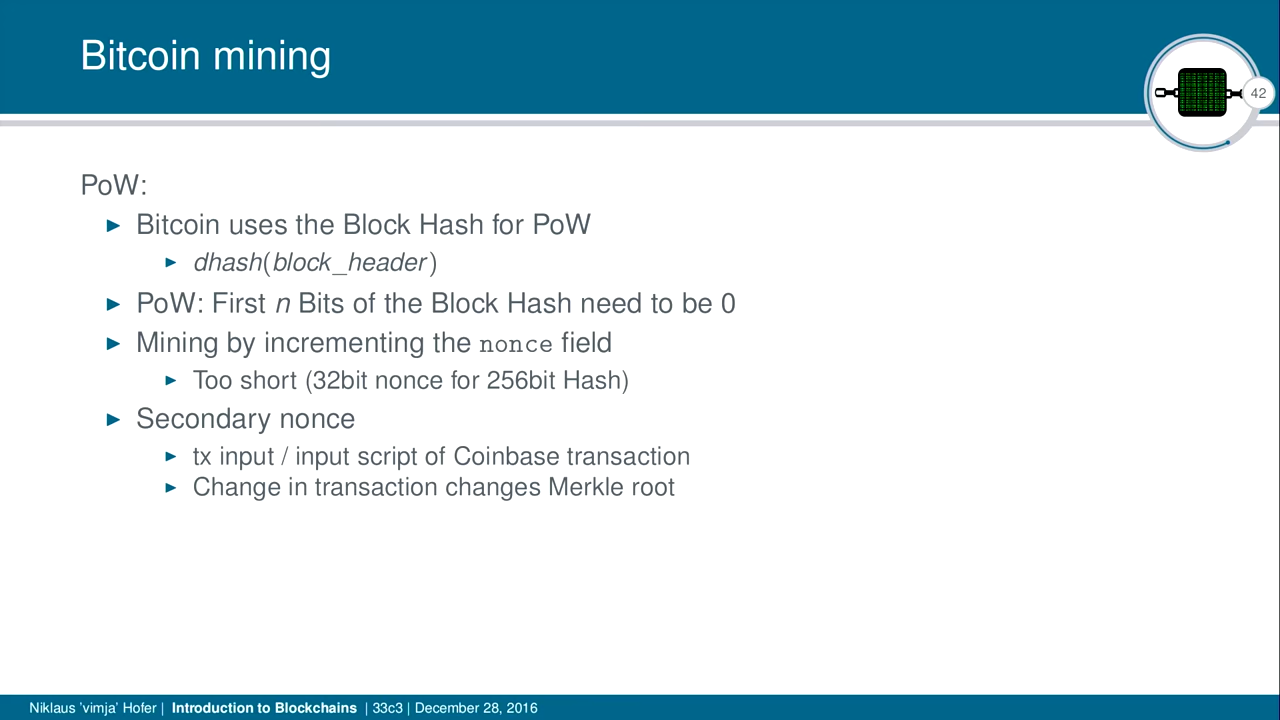 Bitcoin mining
42
PoW:
► Bitcoin uses the Block Hash for PoW
► dhash(block_header)
► PoW: First n Bits of the Block Hash need to be 0
► Mining by incrementing the nonce field
► Too short (32bit nonce for 256bit Hash)
► Secondary nonce
► tx input / input script of Coinbase transaction
► Change in transaction changes Merkle root
Niklaus 'vimja' Hofer | Introduction to Blockchains | 33c3 | December 28, 2016